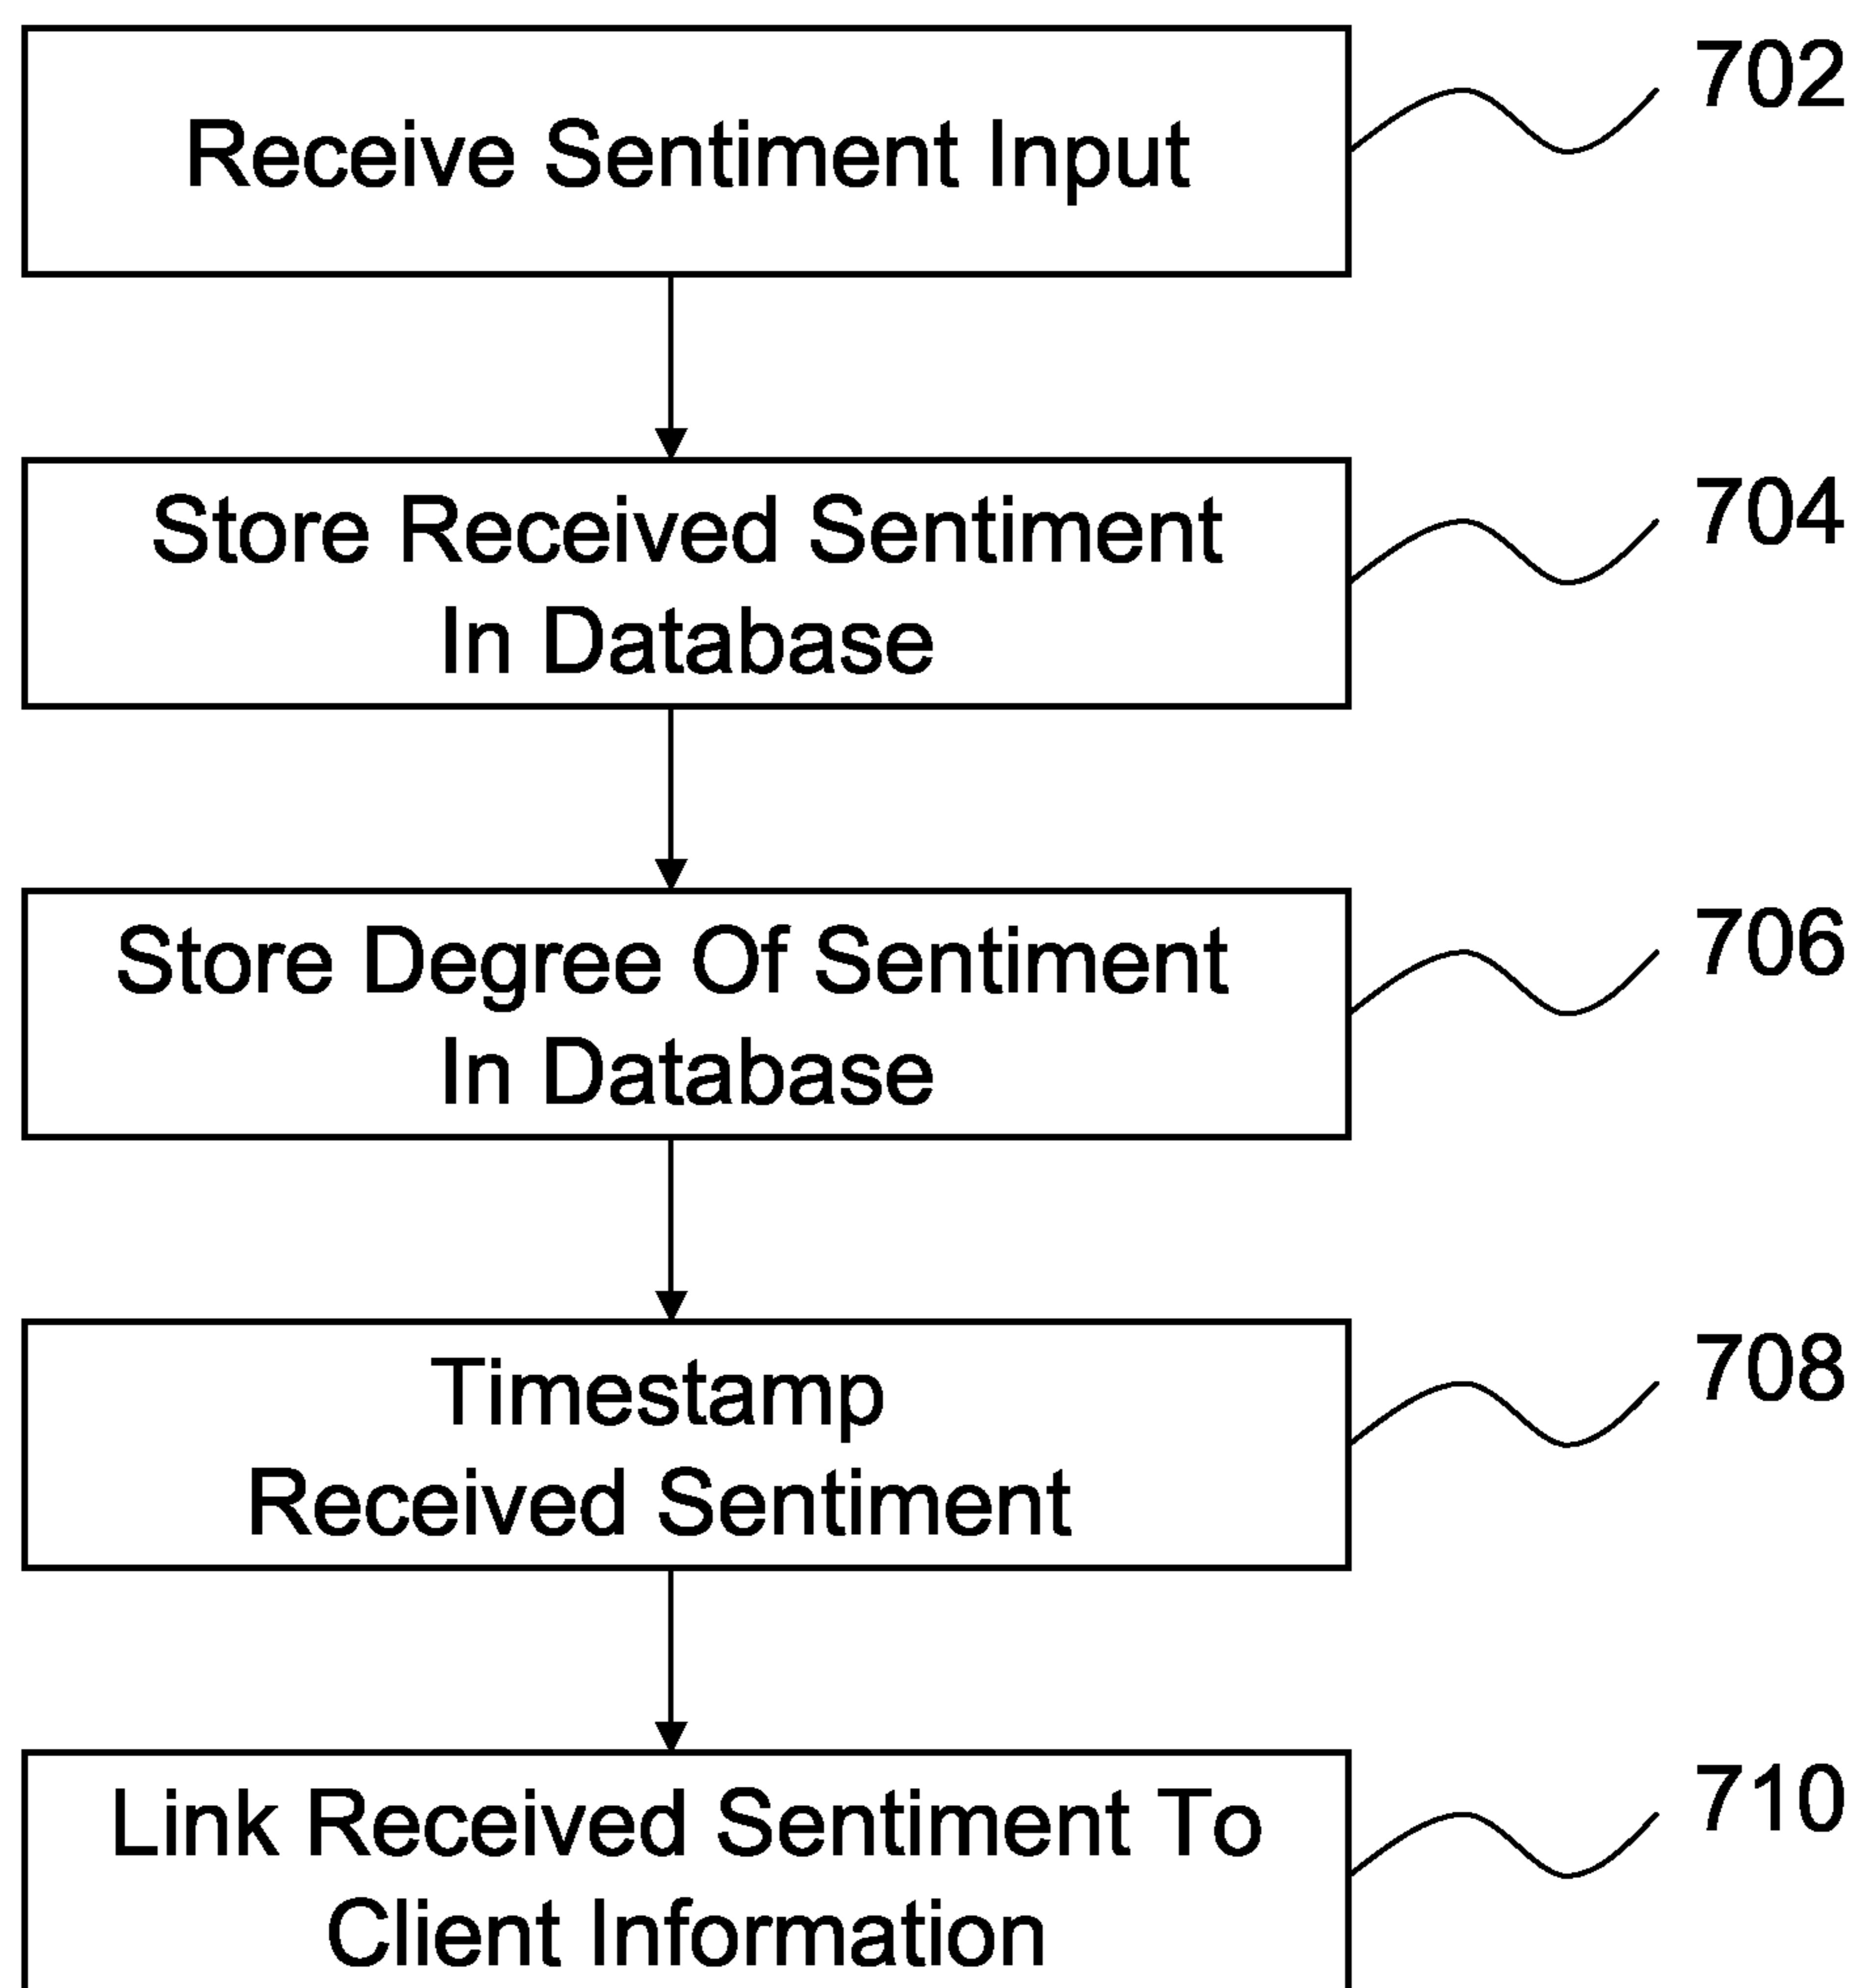 Receive Sentiment Input
702
Store Received Sentiment
In Database
704
Store Degree Of Sentiment
In Database
706
Timestamp
Received Sentiment
708
Link Received Sentiment To
Client Information
710